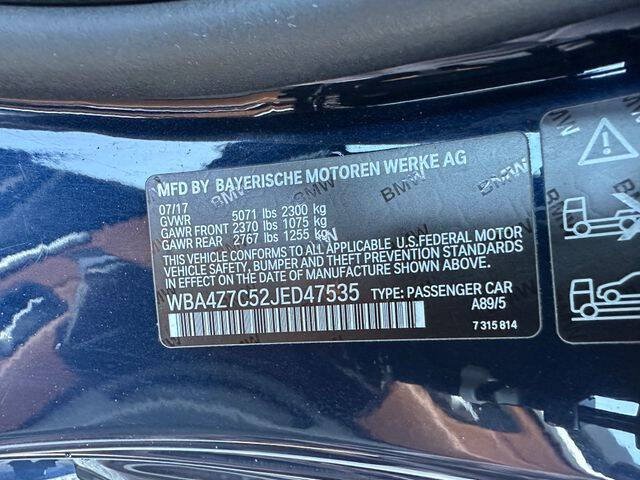 MFD BY BAYERISCHE MOTOREN WERKE AG
07/17
GVWR 5071 lbs 2300 kg
GAWR FRONT 2370 lbs 1075 kg
GAWR REAR 2767 lbs 1255 kg
THIS VEHICLE CONFORMS TO ALL APPLICABLE U.S.FEDERAL MOTOR
VEHICLE SAFETY, BUMPER, AND THEFT PREVENTION STANDARDS
IN EFFECT ON THE DATE OF MANUFACTURE SHOWN ABOVE.
WBA4Z7C52JED47535 TYPE: PASSENGER CAR
A89/5
7 315 814